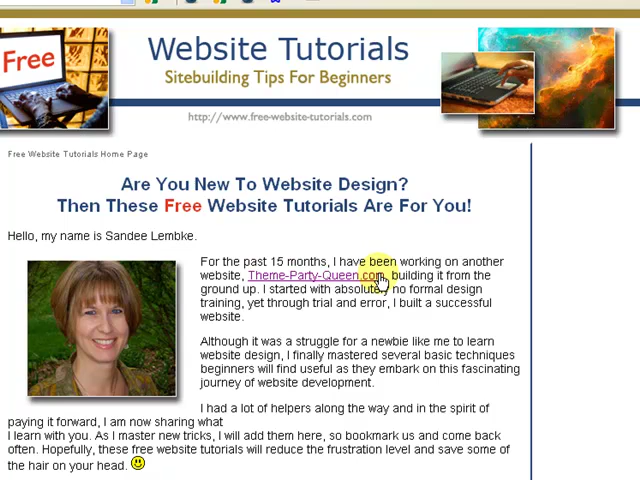 Free
Website Tutorials
Sitebuilding Tips For Beginners
http://www.free-website-tutorials.com
Free Website Tutorials Home Page
Are You New To Website Design?
Then These Free Website Tutorials Are For You!
Hello, my name is Sandee Lembke.
For the past 15 months, I have been working on another
website, Theme-Party-Queen.com, building it from the
ground up. I started with absolutely no formal design
training, yet through trial and error, I built a successful
website.
Although it was a struggle for a newbie like me to learn
website design, I finally mastered several basic techniques
beginners will find useful as they embark on this fascinating
journey of website development.
I had a lot of helpers along the way and in the spirit of
paying it forward, I am now sharing what
I learn with you. As I master new tricks, I will add them here, so bookmark us and come back
often. Hopefully, these free website tutorials will reduce the frustration level and save some of
the hair on your head.